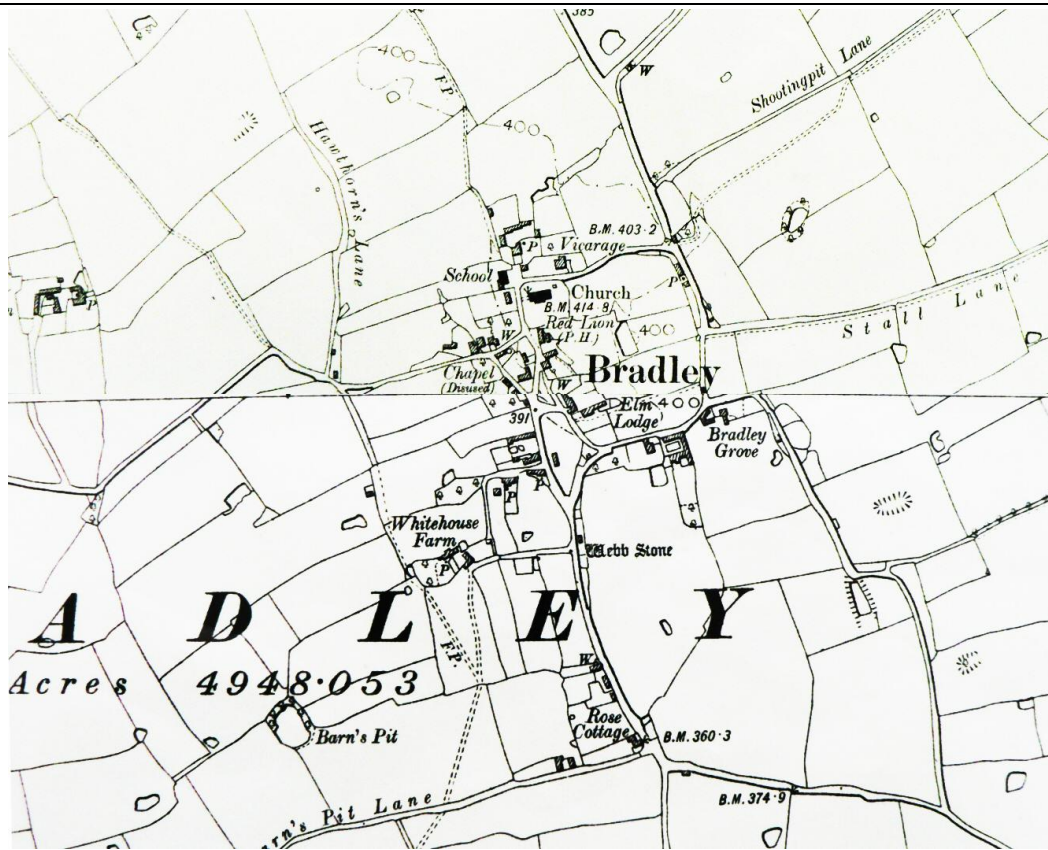 385
400
W
F.P.
Shootingpit Lane
400
Hawthorn's Lane
B.M. 403·2
P
Vicarage
School
P
P
Church
B.M. 414·8
Red Lion
(P.H.)
400
Stall Lane
W
Chapel
(Disused)
Bradley
W
391
Elm
Lodge
400
Bradley
Grove
P
P
Whitehouse
Farm
P
Webb Stone
ADLEY
F.P.
Acres 4948·053
W
Barn's Pit
Rose
Cottage
B.M. 360·3
B.M. 374·9
arn's Pit Lane